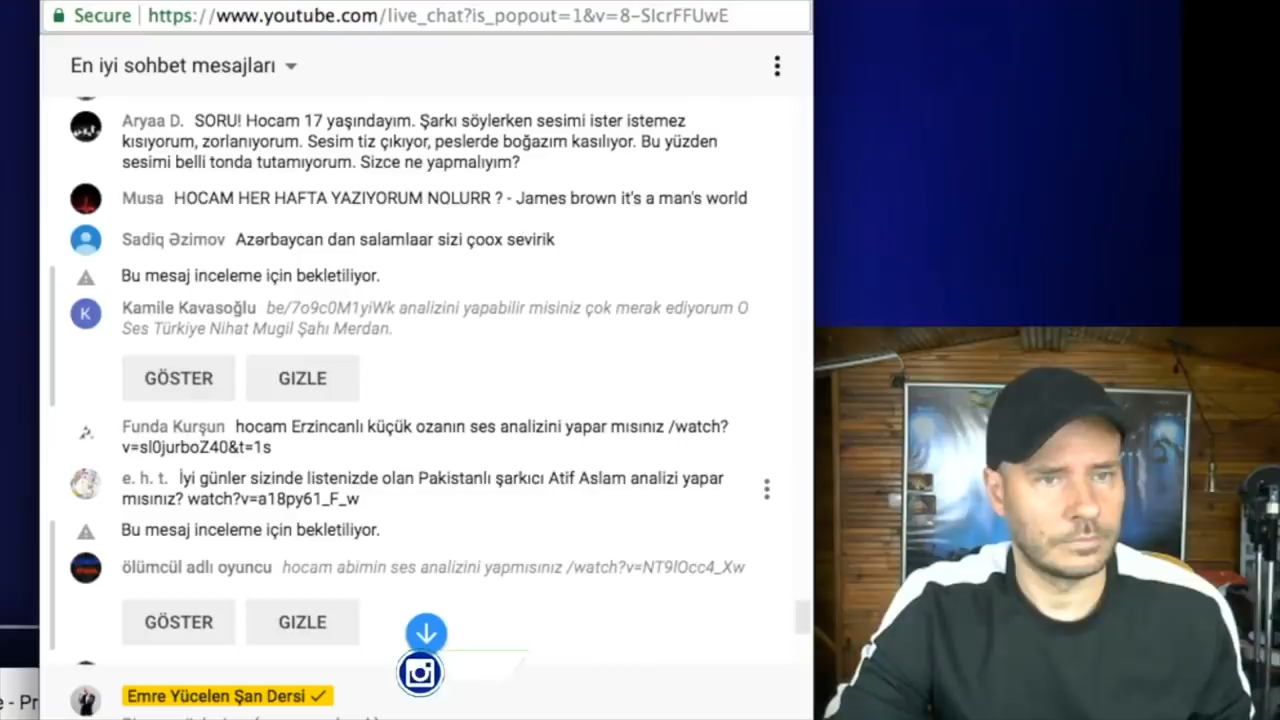 Secure https://www.youtube.com/live_chat?is_popout=1&v=8-SIcrFFUwE
En iyi sohbet mesajları
Aryaa D. SORU! Hocam 17 yaşındayım. Şarkı söylerken sesimi ister istemez
kısıyorum, zorlanıyorum. Sesim tiz çıkıyor, peslerde boğazım kasılıyor. Bu yüzden
sesimi belli tonda tutamıyorum. Sizce ne yapmalıyım?
Musa HOCAM HER HAFTA YAZIYORUM NOLURR ? - James brown it's a man's world
Sadiq Əzimov Azərbaycan dan salamlaar sizi çoox sevirik
Bu mesaj inceleme için bekletiliyor.
K Kamile Kavasoğlu be/7o9c0M1yiWk analizini yapabilir misiniz çok merak ediyorum O
Ses Türkiye Nihat Mugil Şahı Merdan.
GÖSTER GIZLE
Funda Kurşun hocam Erzincanlı küçük ozanın ses analizini yapar mısınız /watch?
v=sl0jurboZ40&t=1s
e. h. t. İyi günler sizinde listenizde olan Pakistanlı şarkıcı Atif Aslam analizi yapar
mısınız? watch?v=a18py61_F_w
Bu mesaj inceleme için bekletiliyor.
ölümcül adlı oyuncu hocam abimin ses analizini yapmısınız /watch?v=NT9lOcc4_Xw
GÖSTER GIZLE
Emre Yücelen Şan Dersi
- Pr